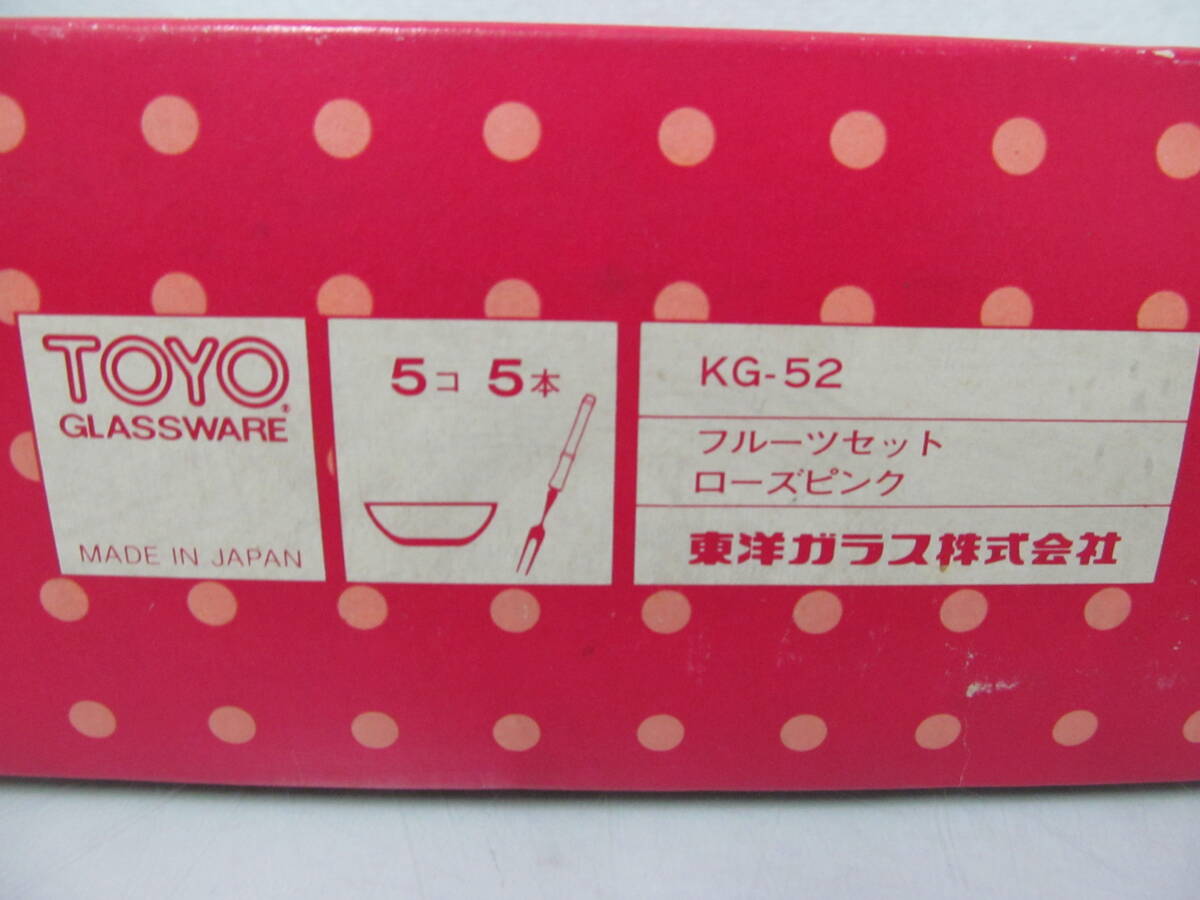 TOYO®
GLASSWARE
MADE IN JAPAN
5コ 5本
KG-52
フルーツセット
ローズピンク
東洋ガラス株式会社